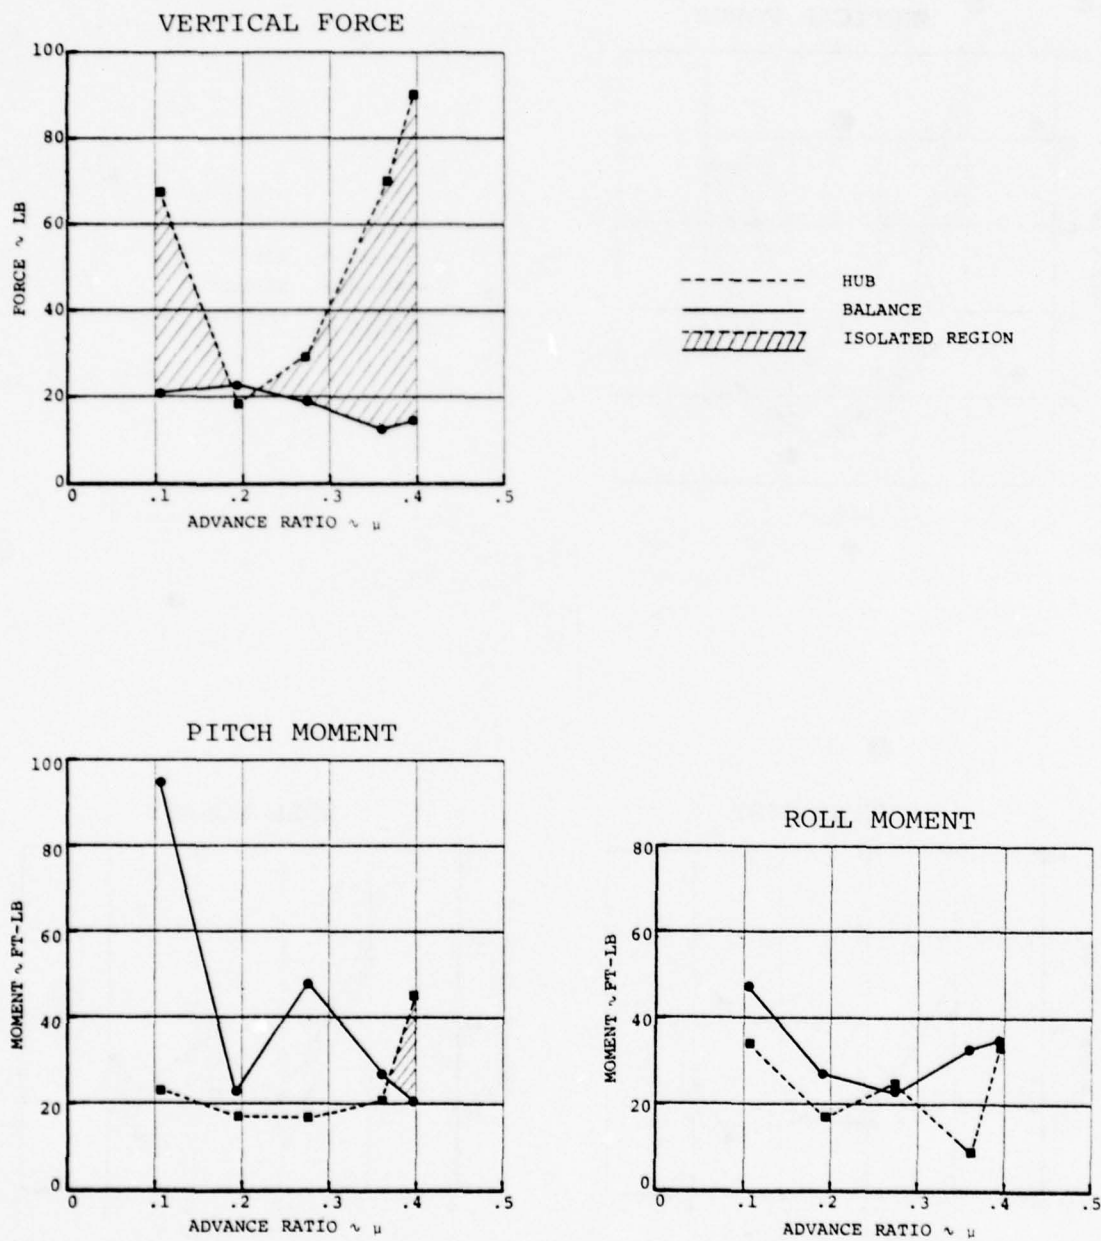 VERTICAL FORCE
100
80
60
40
20
0
FORCE ~ LB
0 .1 .2 .3 .4 .5
ADVANCE RATIO ~ μ
HUB
BALANCE
ISOLATED REGION
PITCH MOMENT
100
80
60
40
20
0
MOMENT ~ FT-LB
0 .1 .2 .3 .4 .5
ADVANCE RATIO ~ μ
ROLL MOMENT
80
60
40
20
0
MOMENT ~ FT-LB
0 .1 .2 .3 .4 .5
ADVANCE RATIO ~ μ